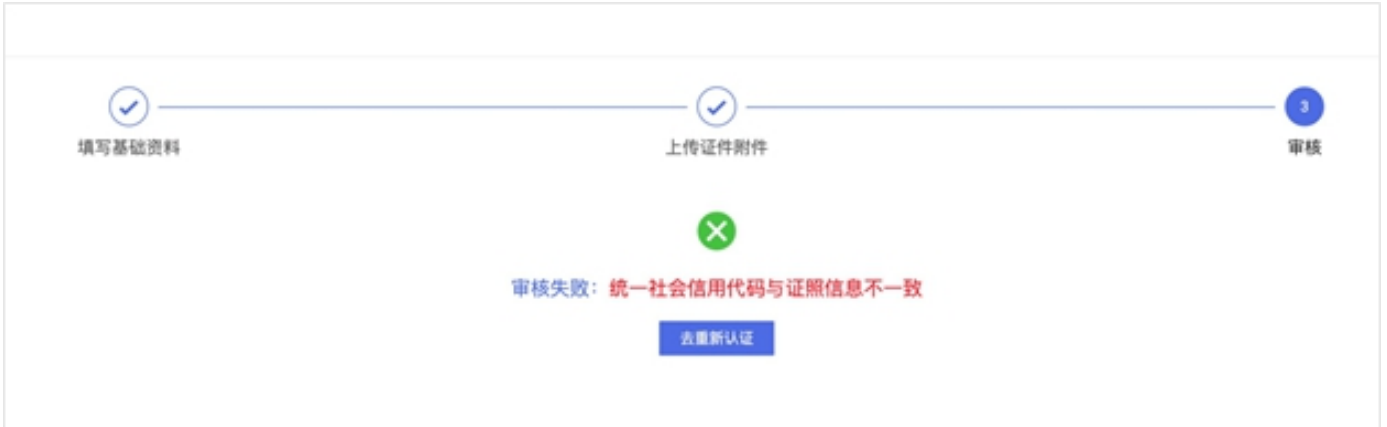 3
填写基础资料
上传证件附件
审核
审核失败：统一社会信用代码与证照信息不一致
去重新认证